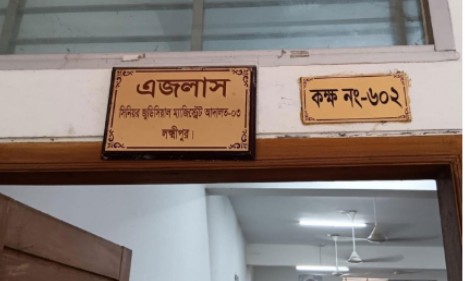 এজলাস
সিনিয়র জুডিসিয়াল ম্যাজিস্ট্রেট আদালত-০৩
লক্ষ্মীপুর।
কক্ষ নং-৬০২